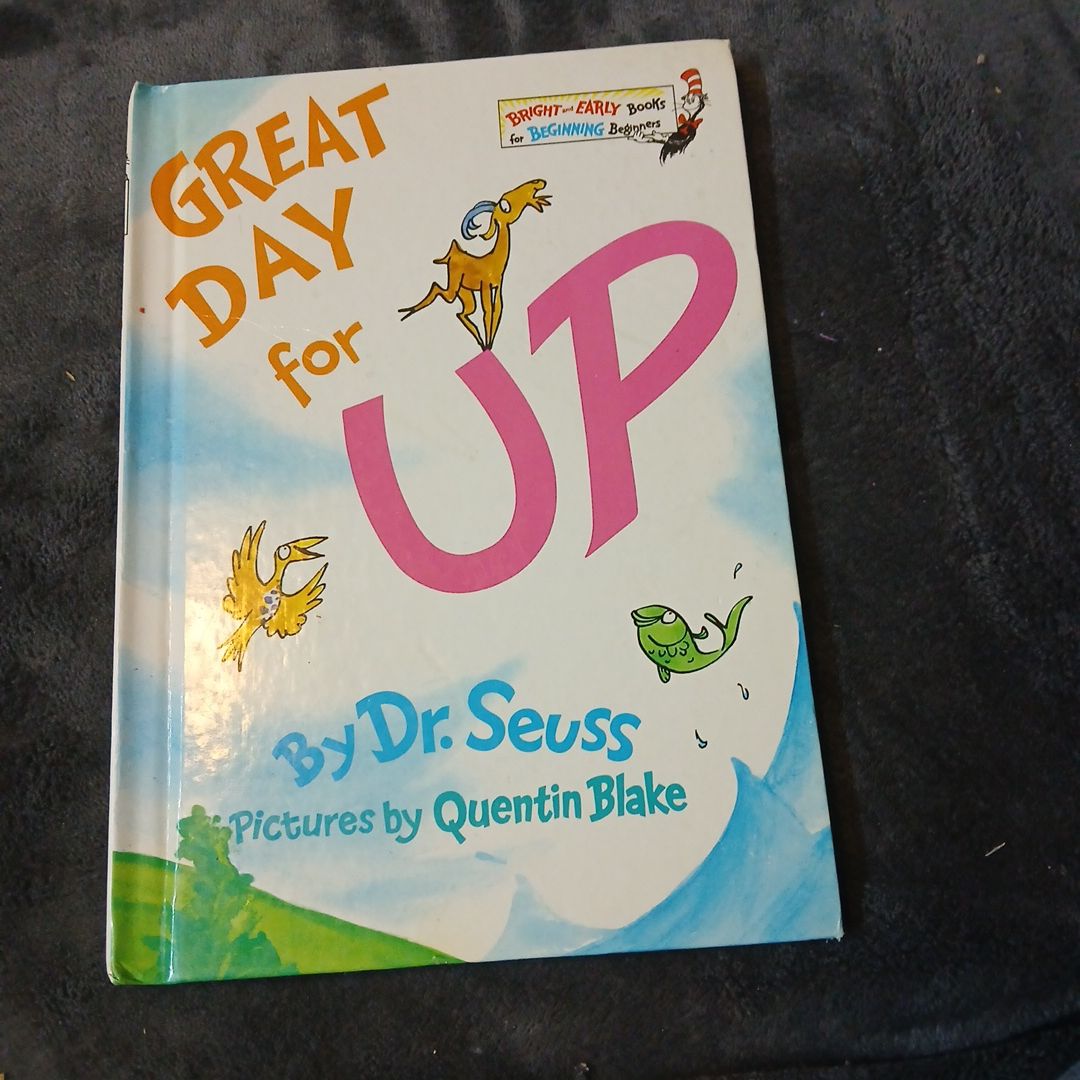 GREAT
DAY
for
UP
BRIGHT and EARLY BOOKS
for BEGINNING Beginners
By Dr. Seuss
Pictures by Quentin Blake